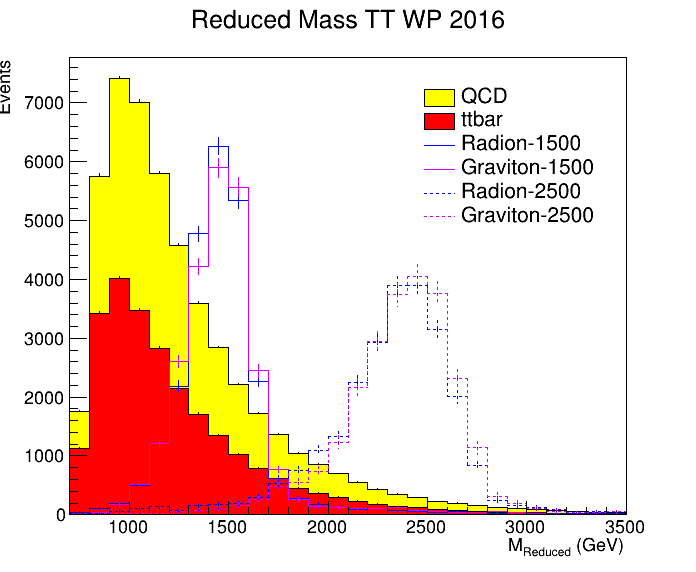 Reduced Mass TT WP 2016
Events
7000
6000
5000
4000
3000
2000
1000
0
QCD
ttbar
Radion-1500
Graviton-1500
Radion-2500
Graviton-2500
1000 1500 2000 2500 3000 3500
MReduced (GeV)